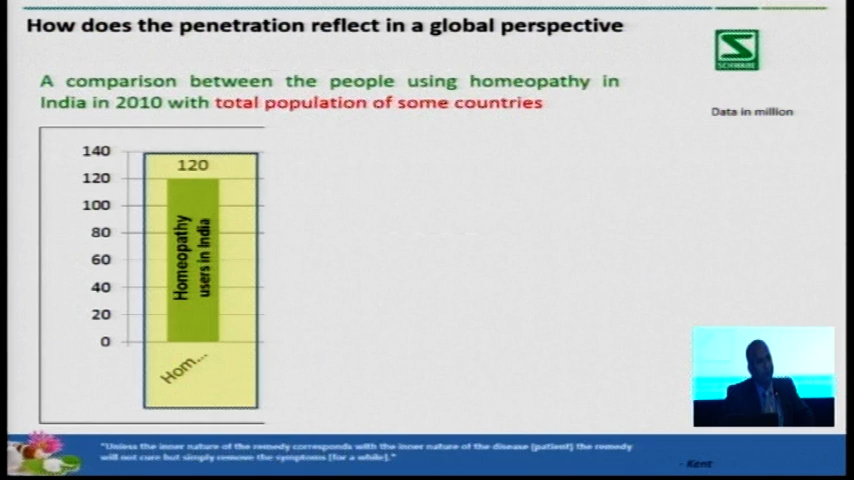 How does the penetration reflect in a global perspective
SCHWABE
A comparison between the people using homeopathy in
India in 2010 with total population of some countries
Data in million
140
120
100
80
60
40
20
0
120
Homeopathy
users in India
Hom...
"Unless the inner nature of the remedy corresponds with the inner nature of the disease [patient] the remedy
will not cure but simply remove the symptoms [for a while]."
- Kent